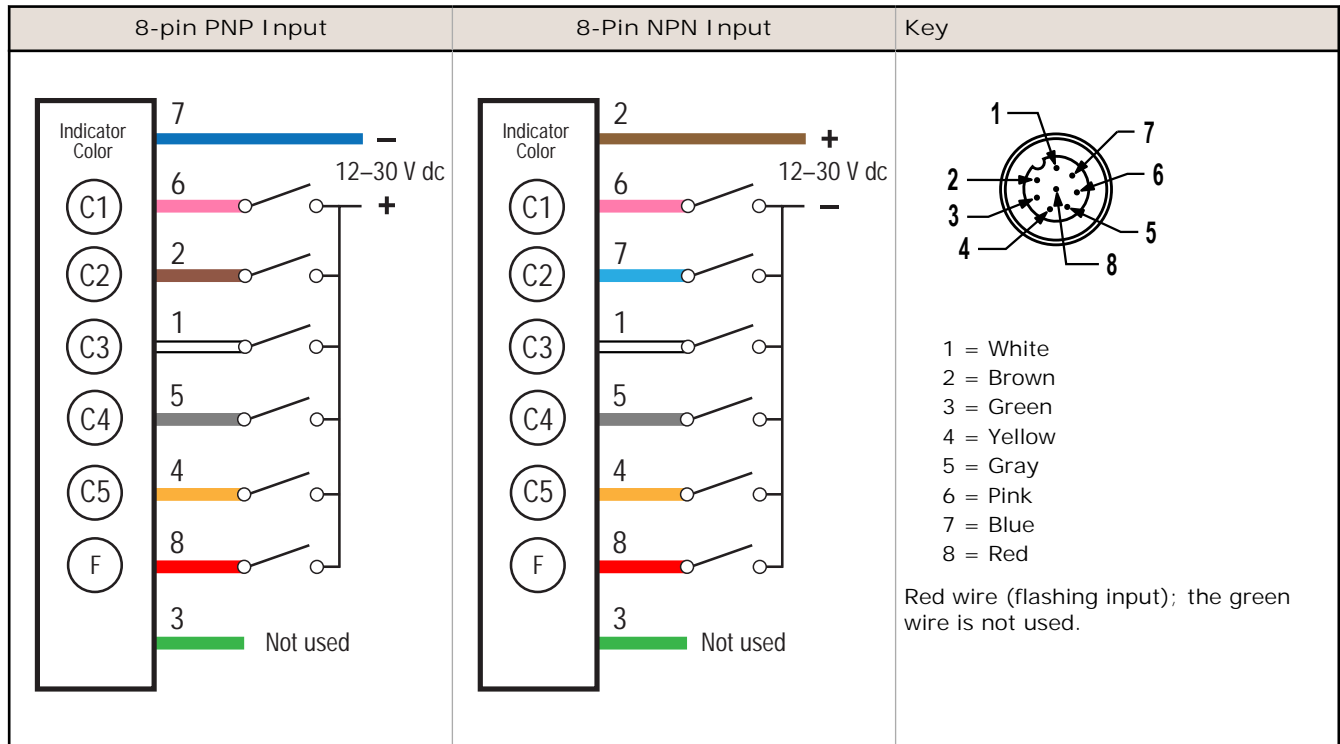 8-pin PNP Input
8-Pin NPN Input
Key
Indicator
Color
7
–
12–30 V dc
C1
6
+
C2
2
C3
1
C4
5
C5
4
F
8
3
Not used
Indicator
Color
2
+
12–30 V dc
C1
6
–
C2
7
C3
1
C4
5
C5
4
F
8
3
Not used
1
7
2
6
3
5
4
8
1 = White
2 = Brown
3 = Green
4 = Yellow
5 = Gray
6 = Pink
7 = Blue
8 = Red
Red wire (flashing input); the green
wire is not used.